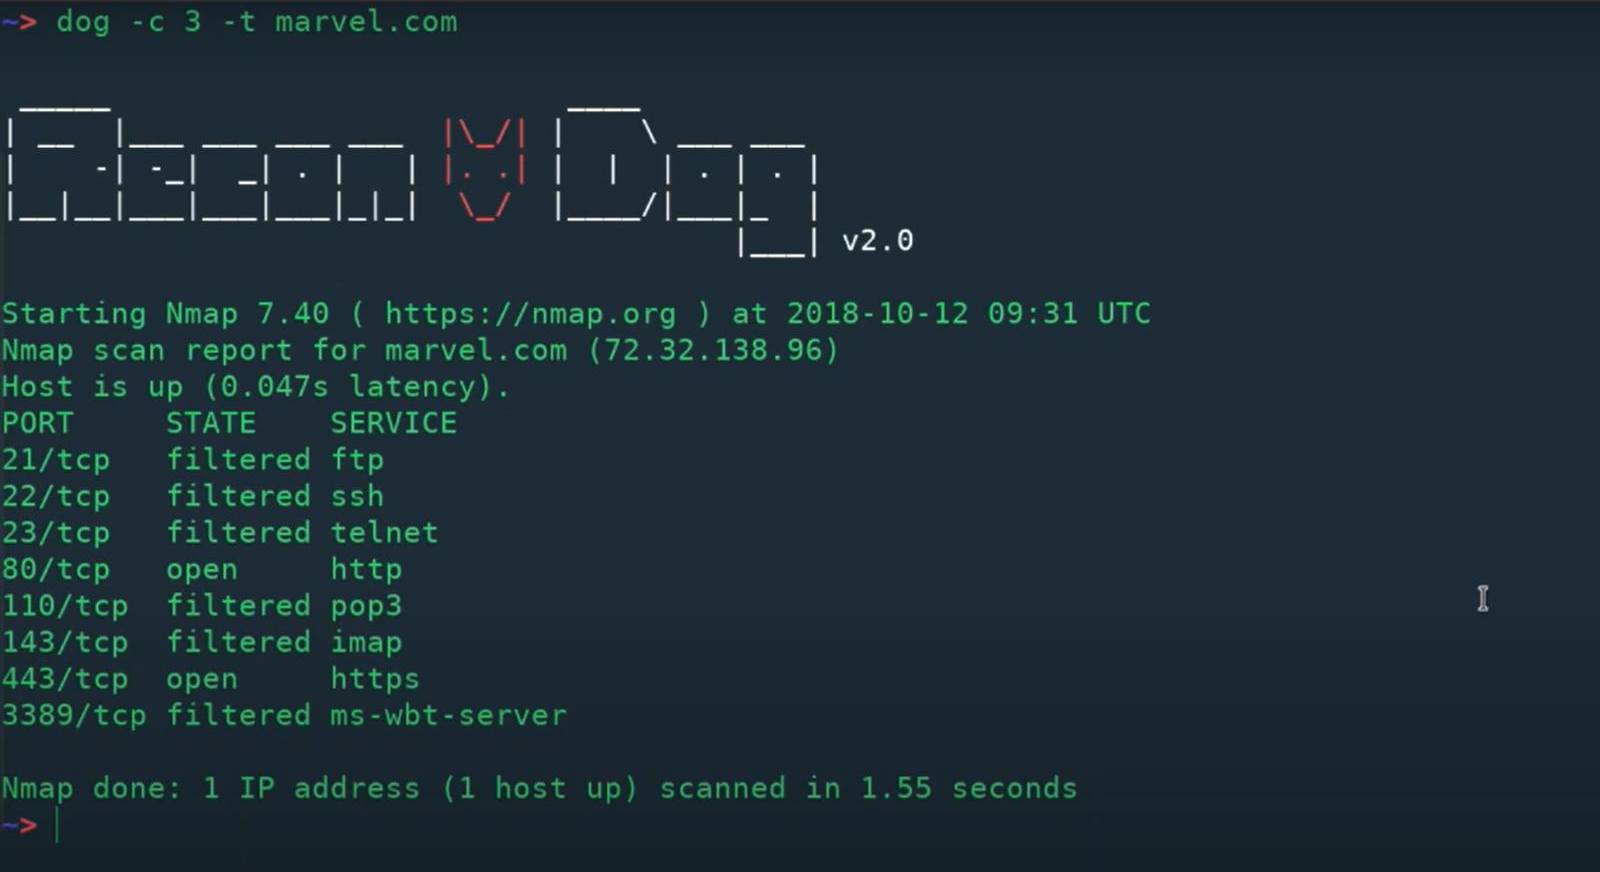 ~> dog -c 3 -t marvel.com
Recon Dog
v2.0
Starting Nmap 7.40 ( https://nmap.org ) at 2018-10-12 09:31 UTC
Nmap scan report for marvel.com (72.32.138.96)
Host is up (0.047s latency).
PORT     STATE    SERVICE
21/tcp   filtered ftp
22/tcp   filtered ssh
23/tcp   filtered telnet
80/tcp   open     http
110/tcp  filtered pop3
143/tcp  filtered imap
443/tcp  open     https
3389/tcp filtered ms-wbt-server
Nmap done: 1 IP address (1 host up) scanned in 1.55 seconds
~>